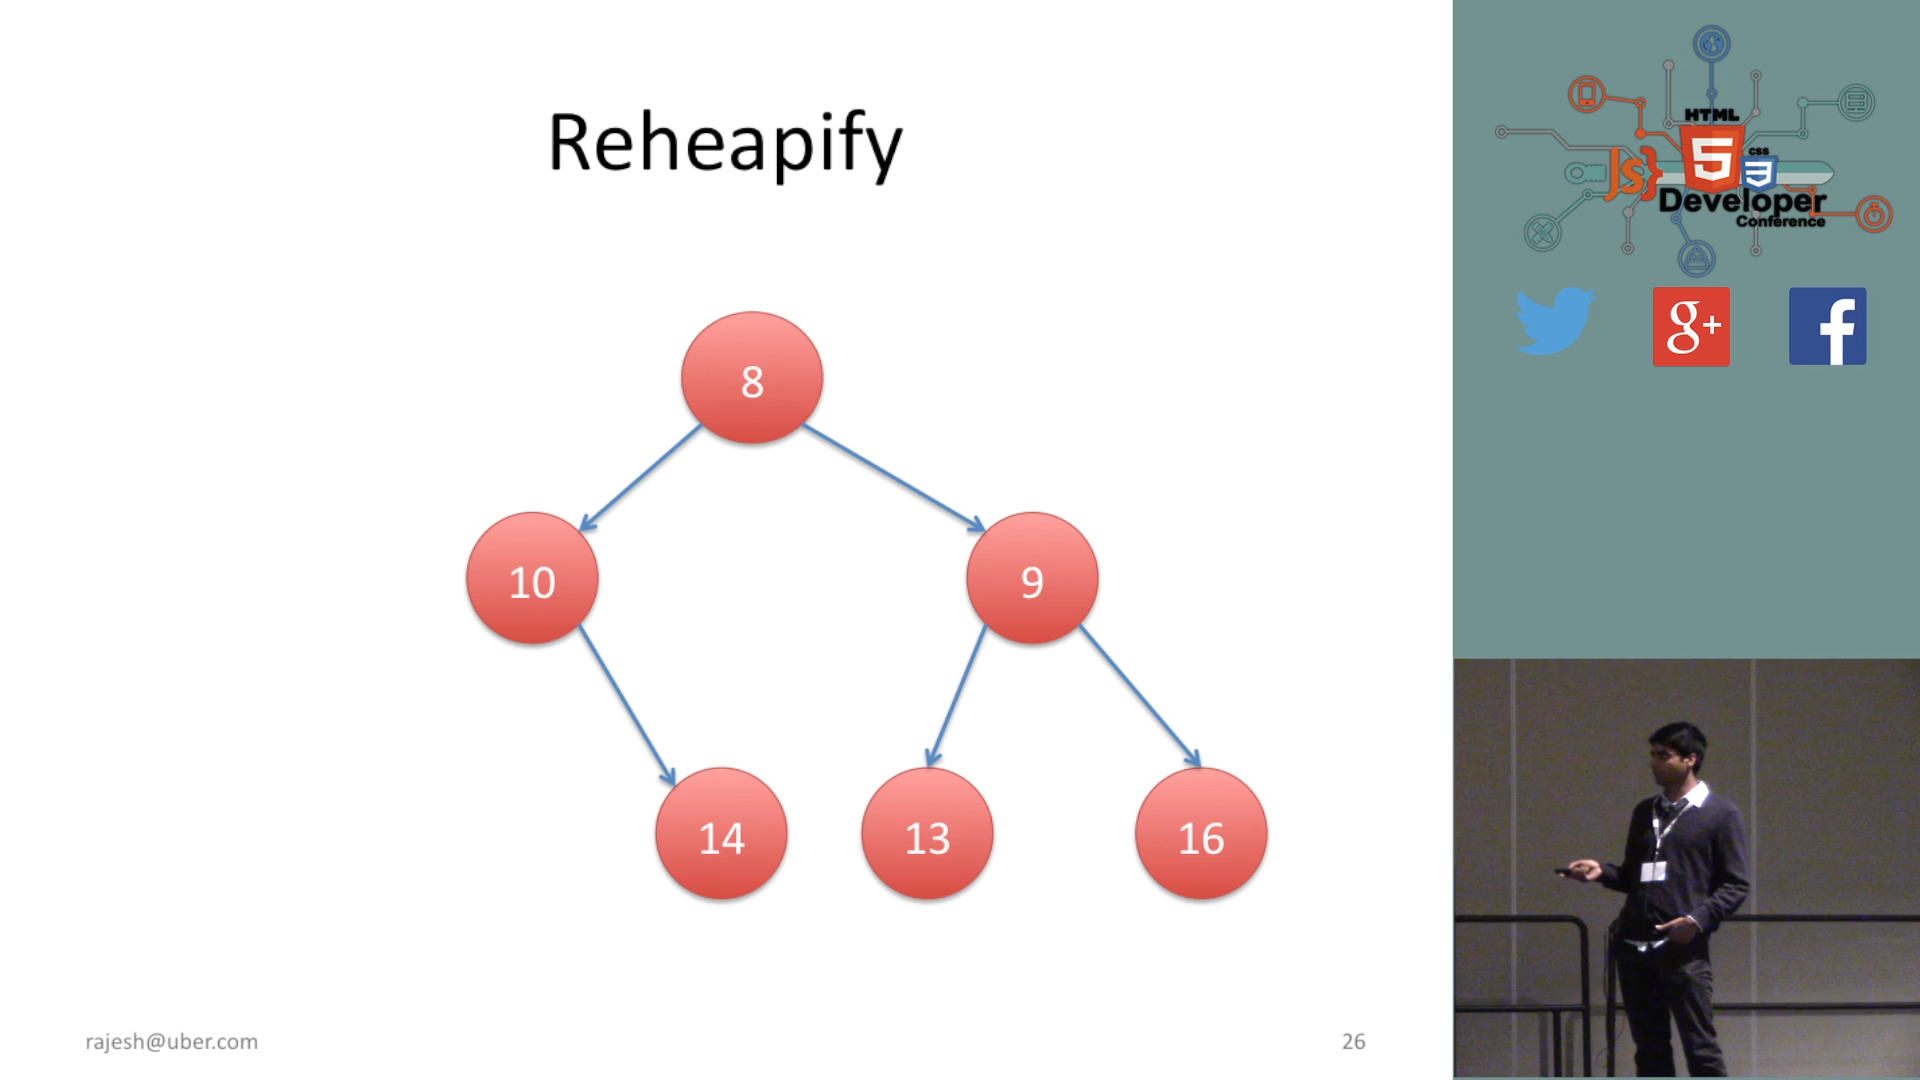 Reheapify
8
10
9
14
13
16
rajesh@uber.com
26
HTML
5
JS}
css
3
Developer
Conference
g+
f